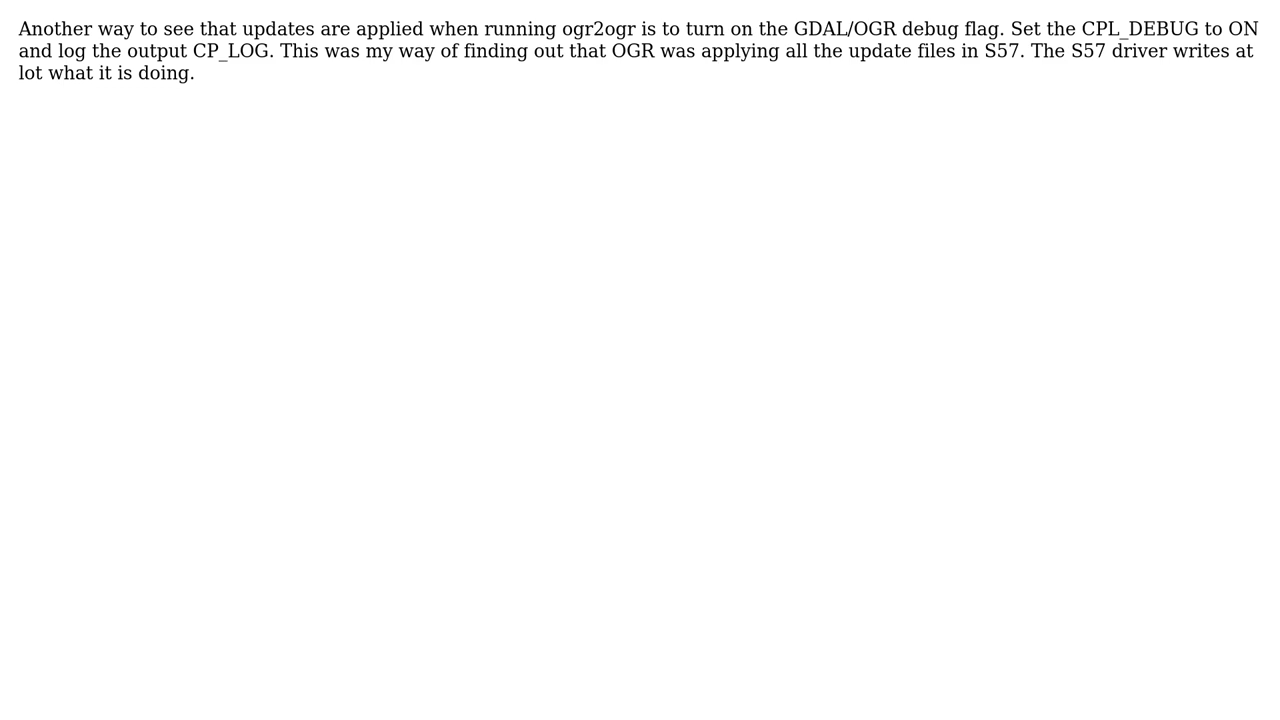 Another way to see that updates are applied when running ogr2ogr is to turn on the GDAL/OGR debug flag. Set the CPL_DEBUG to ON
and log the output CP_LOG. This was my way of finding out that OGR was applying all the update files in S57. The S57 driver writes at
lot what it is doing.